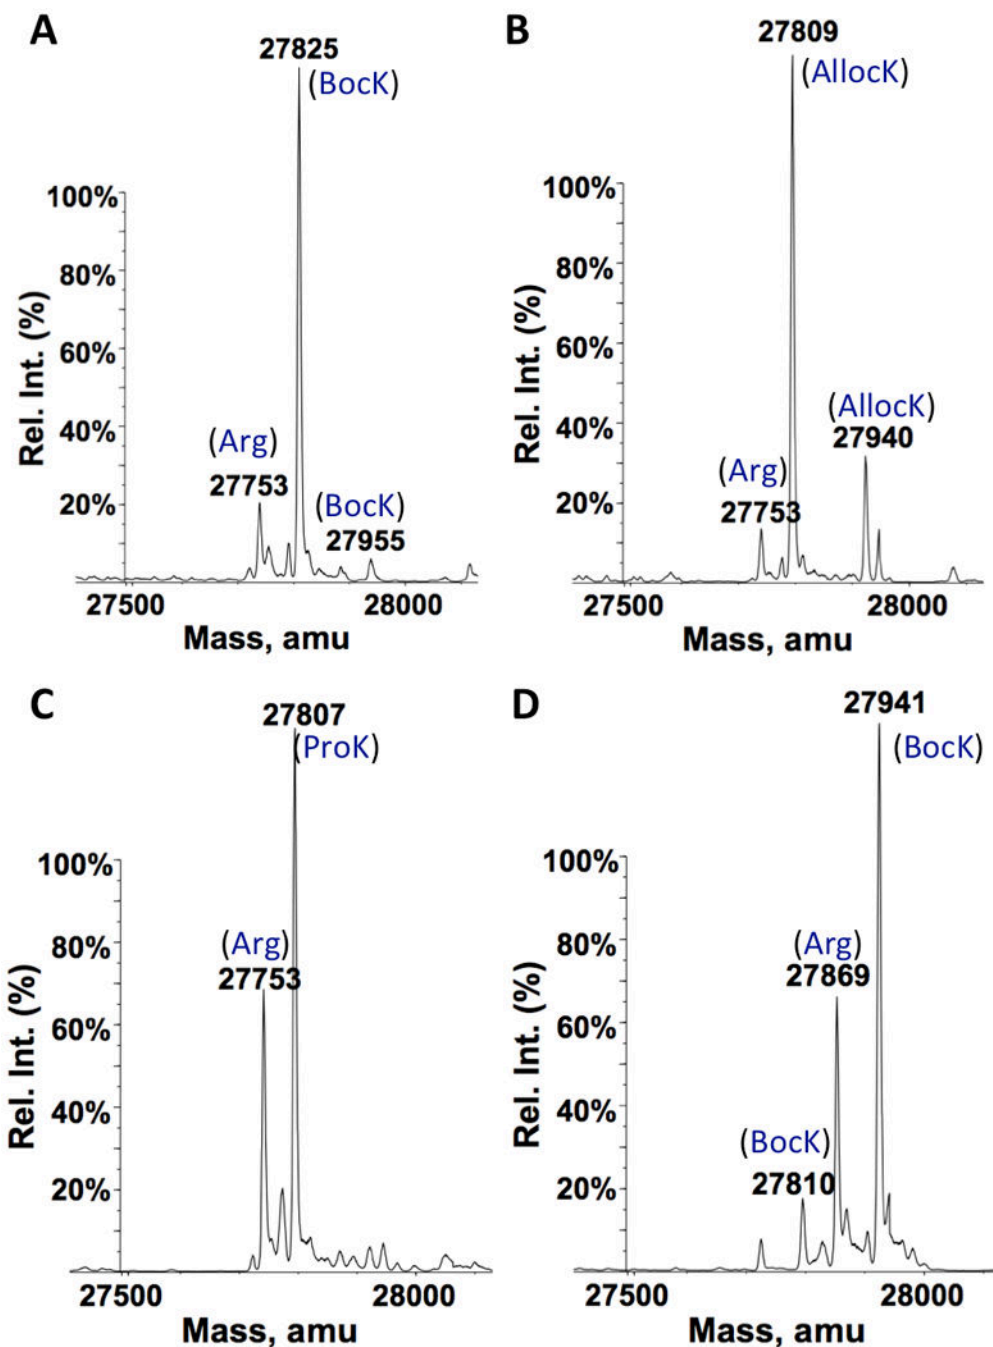 A
27825
(BocK)
100%
80%
60%
40%
20%
Rel. Int. (%)
(Arg)
27753
(BocK)
27955
27500
28000
Mass, amu
B
27809
(AllocK)
100%
80%
60%
40%
20%
Rel. Int. (%)
(Arg)
27753
(AllocK)
27940
27500
28000
Mass, amu
C
27807
(ProK)
100%
80%
60%
40%
20%
Rel. Int. (%)
(Arg)
27753
27500
28000
Mass, amu
D
27941
(BocK)
100%
80%
60%
40%
20%
Rel. Int. (%)
(Arg)
27869
(BocK)
27810
27500
28000
Mass, amu